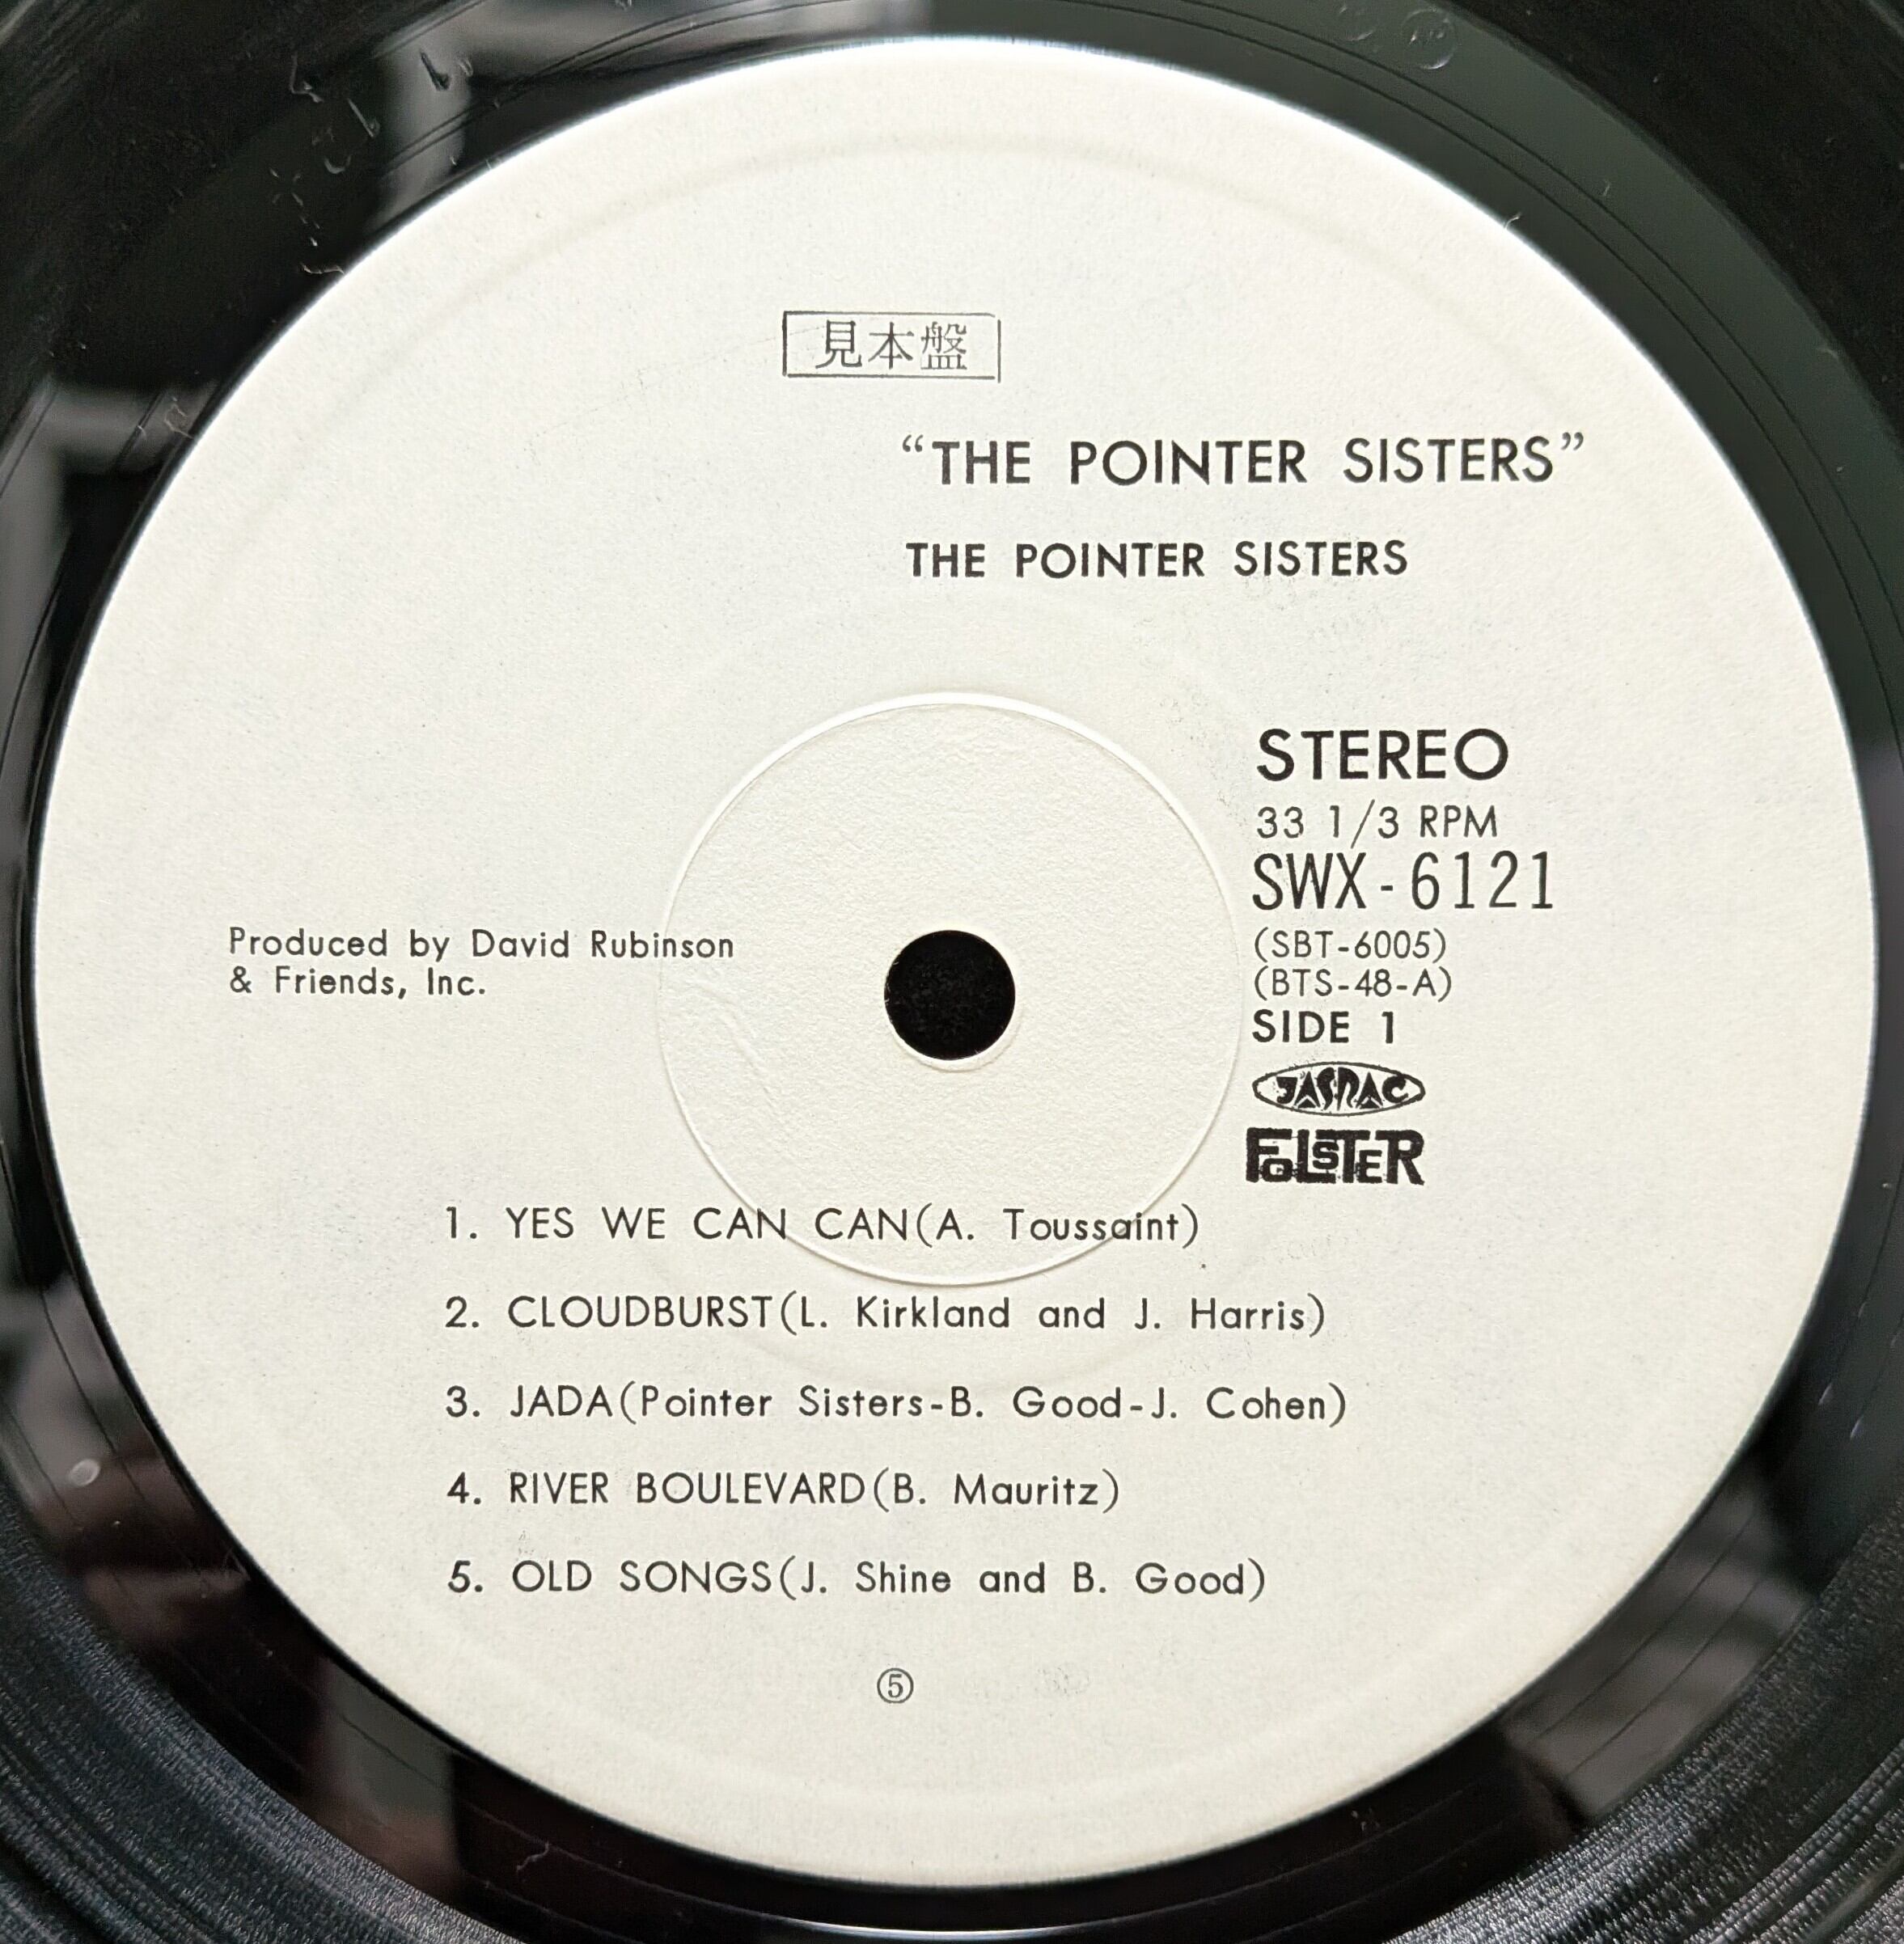 見本盤
“THE POINTER SISTERS”
THE POINTER SISTERS
STEREO
33 1/3 RPM
SWX-6121
(SBT-6005)
(BTS-48-A)
SIDE 1
JASRAC
FOLSTER
Produced by David Rubinson
& Friends, Inc.
1. YES WE CAN CAN(A. Toussaint)
2. CLOUDBURST(L. Kirkland and J. Harris)
3. JADA(Pointer Sisters-B. Good-J. Cohen)
4. RIVER BOULEVARD(B. Mauritz)
5. OLD SONGS(J. Shine and B. Good)
⑤